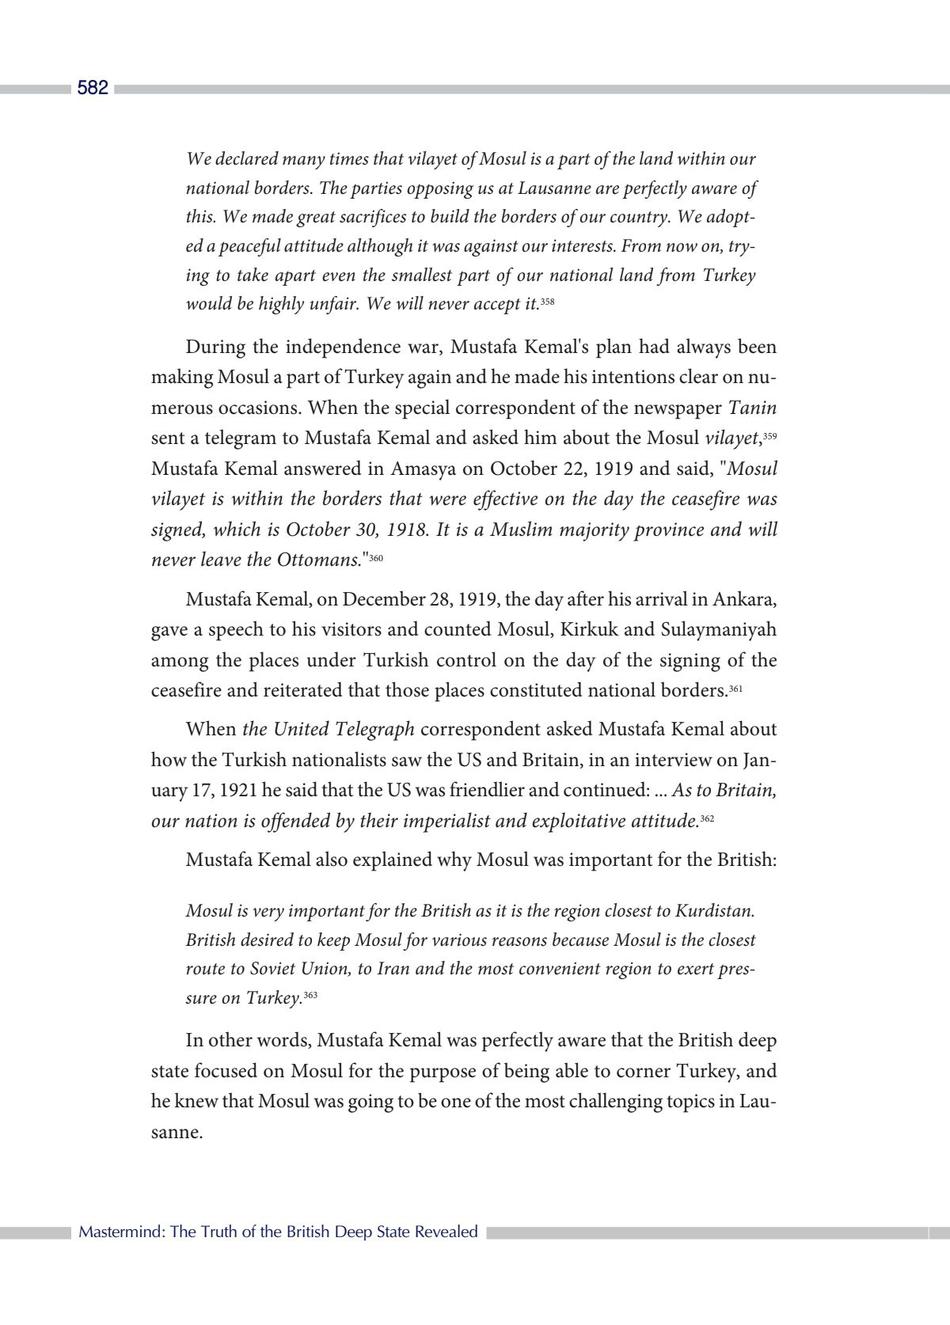 582
We declared many times that vilayet of Mosul is a part of the land within our
national borders. The parties opposing us at Lausanne are perfectly aware of
this. We made great sacrifices to build the borders of our country. We adopt-
ed a peaceful attitude although it was against our interests. From now on, try-
ing to take apart even the smallest part of our national land from Turkey
would be highly unfair. We will never accept it.358
During the independence war, Mustafa Kemal's plan had always been
making Mosul a part of Turkey again and he made his intentions clear on nu-
merous occasions. When the special correspondent of the newspaper Tanin
sent a telegram to Mustafa Kemal and asked him about the Mosul vilayet,359
Mustafa Kemal answered in Amasya on October 22, 1919 and said, "Mosul
vilayet is within the borders that were effective on the day the ceasefire was
signed, which is October 30, 1918. It is a Muslim majority province and will
never leave the Ottomans."360
Mustafa Kemal, on December 28, 1919, the day after his arrival in Ankara,
gave a speech to his visitors and counted Mosul, Kirkuk and Sulaymaniyah
among the places under Turkish control on the day of the signing of the
ceasefire and reiterated that those places constituted national borders.361
When the United Telegraph correspondent asked Mustafa Kemal about
how the Turkish nationalists saw the US and Britain, in an interview on Jan-
uary 17, 1921 he said that the US was friendlier and continued: ... As to Britain,
our nation is offended by their imperialist and exploitative attitude.362
Mustafa Kemal also explained why Mosul was important for the British:
Mosul is very important for the British as it is the region closest to Kurdistan.
British desired to keep Mosul for various reasons because Mosul is the closest
route to Soviet Union, to Iran and the most convenient region to exert pres-
sure on Turkey.363
In other words, Mustafa Kemal was perfectly aware that the British deep
state focused on Mosul for the purpose of being able to corner Turkey, and
he knew that Mosul was going to be one of the most challenging topics in Lau-
sanne.
Mastermind: The Truth of the British Deep State Revealed